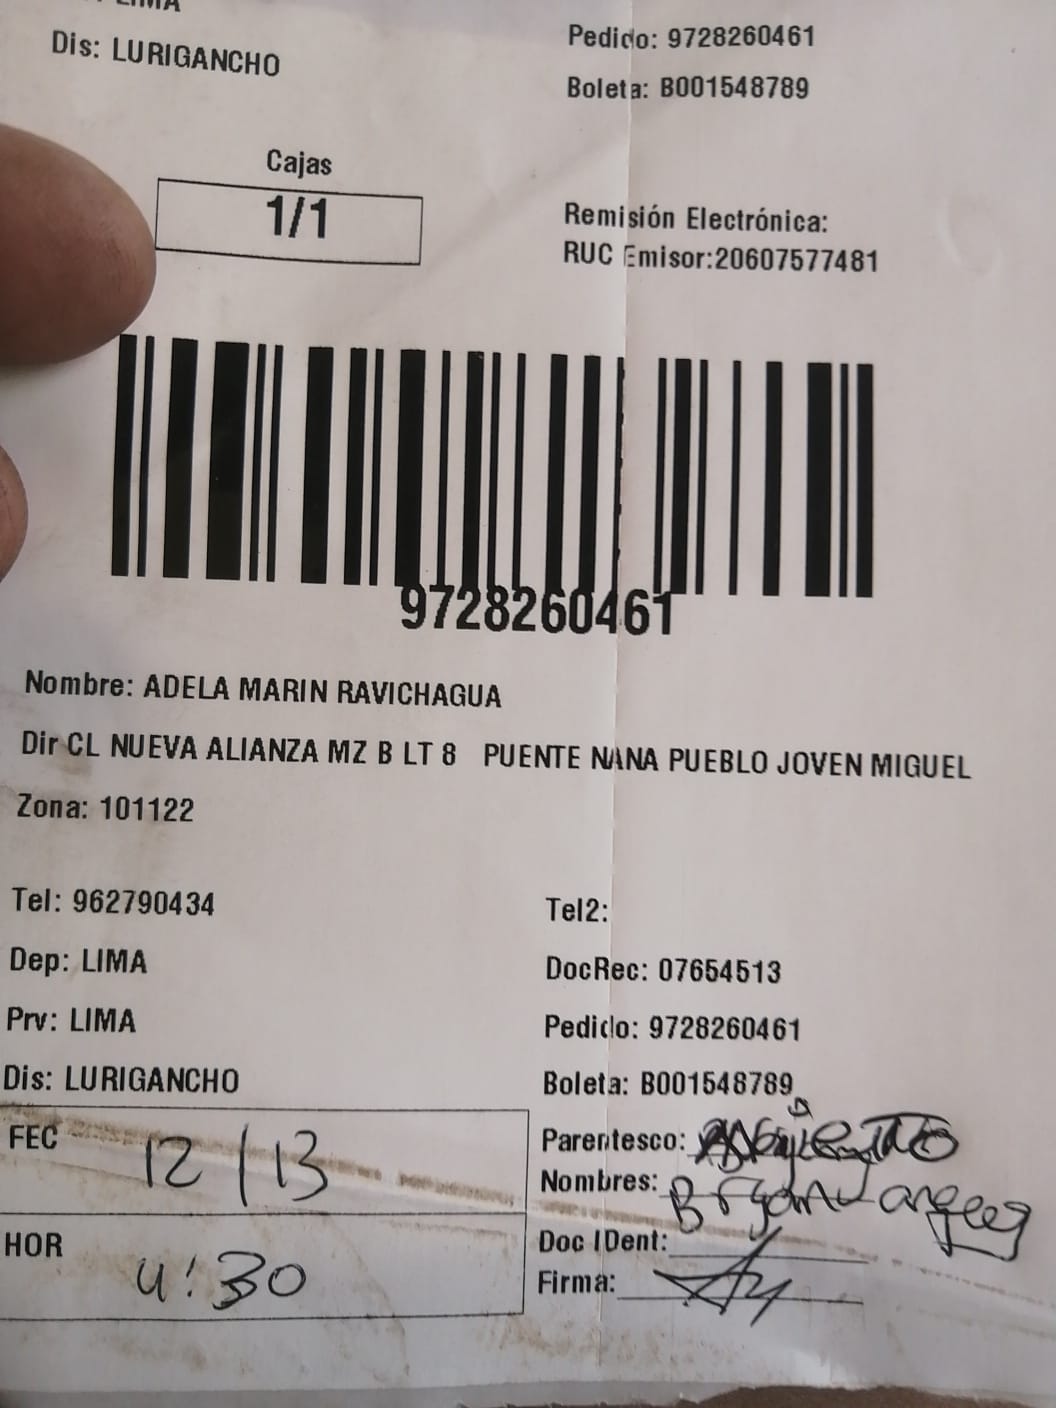 LIMA
Dis: LURIGANCHO
Pedido: 9728260461
Boleta: B001548789
Cajas
1/1
Remisión Electrónica:
RUC Emisor:20607577481
9728260461
Nombre: ADELA MARIN RAVICHAGUA
Dir CL NUEVA ALIANZA MZ B LT 8 PUENTE NANA PUEBLO JOVEN MIGUEL
Zona: 101122
Tel: 962790434
Tel2:
Dep: LIMA
DocRec: 07654513
Prv: LIMA
Pedido: 9728260461
Dis: LURIGANCHO
Boleta: B001548789
FEC 12/13
Parentesco:
Nombres: Bryan
HOR 4:30
Doc IDent:
Firma: